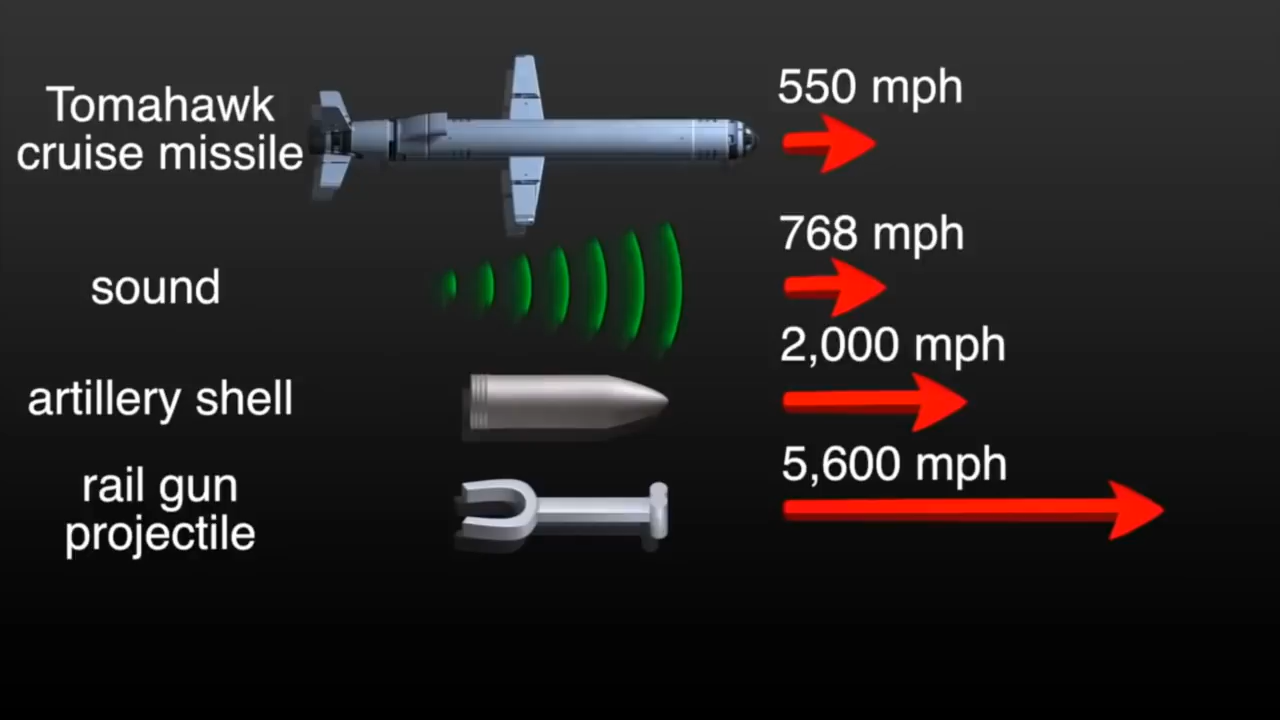 Tomahawk
cruise missile
550 mph
sound
768 mph
artillery shell
2,000 mph
rail gun
projectile
5,600 mph